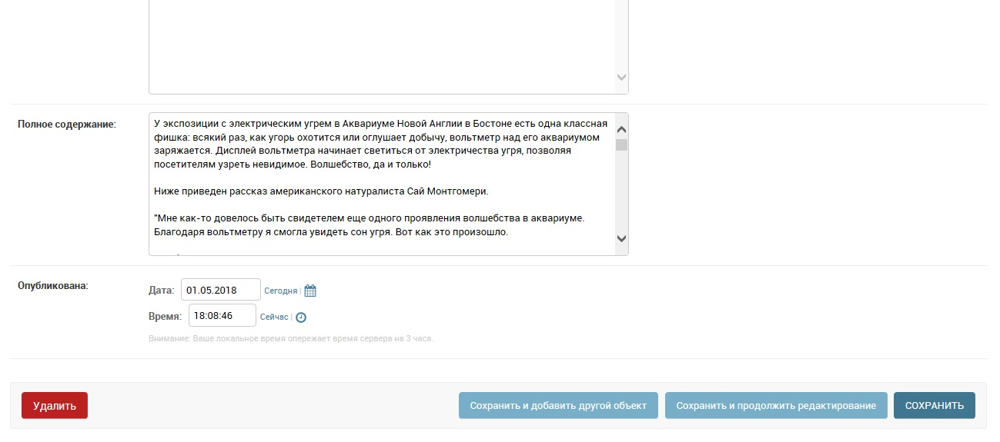 Полное содержание:
У экспозиции с электрическим угрем в Аквариуме Новой Англии в Бостоне есть одна классная
фишка: всякий раз, как угорь охотится или оглушает добычу, вольтметр над его аквариумом
заряжается. Дисплей вольтметра начинает светиться от электричества угря, позволяя
посетителям узреть невидимое. Волшебство, да и только!
Ниже приведен рассказ американского натуралиста Сай Монтгомери.
"Мне как-то довелось быть свидетелем еще одного проявления волшебства в аквариуме.
Благодаря вольтметру я смогла увидеть сон угря. Вот как это произошло.
Опубликована:
Дата: 01.05.2018 Сегодня |
Время: 18:08:46 Сейчас |
Внимание: Ваше локальное время опережает время сервера на 3 часа.
Удалить Сохранить и добавить другой объект Сохранить и продолжить редактирование СОХРАНИТЬ